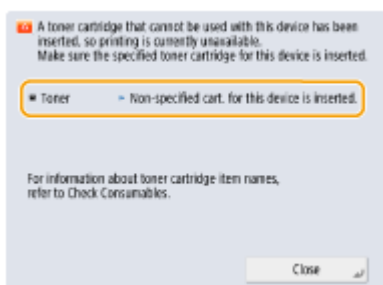 A toner cartridge that cannot be used with this device has been
inserted, so printing is currently unavailable.
Make sure the specified toner cartridge for this device is inserted.
■ Toner ► Non-specified cart. for this device is inserted.
For information about toner cartridge item names,
refer to Check Consumables.
Close